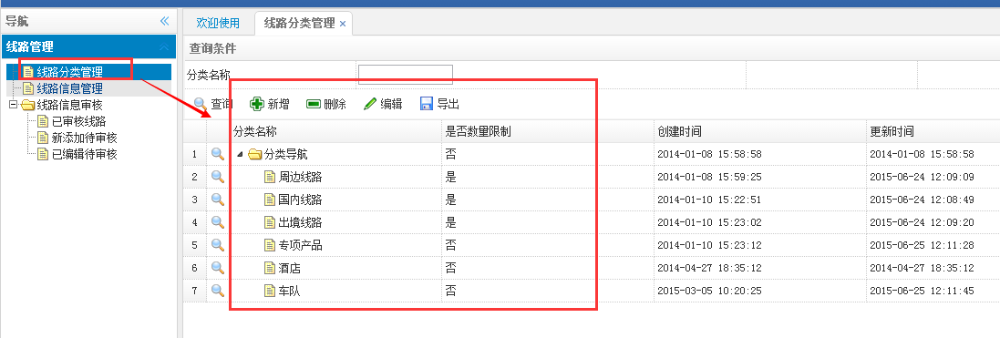 导航
线路管理
线路分类管理
线路信息管理
线路信息审核
已审核线路
新添加待审核
已编辑待审核
欢迎使用 线路分类管理
查询条件
分类名称
查询 新增 删除 编辑 导出
分类名称 是否数量限制 创建时间 更新时间
1 分类导航 否 2014-01-08 15:58:58 2014-01-08 15:58:58
2 周边线路 是 2014-01-08 15:59:25 2015-06-24 12:09:09
3 国内线路 是 2014-01-10 15:22:51 2015-06-24 12:08:49
4 出境线路 是 2014-01-10 15:23:02 2015-06-24 12:09:20
5 专项产品 否 2014-01-10 15:23:12 2015-06-25 12:11:28
6 酒店 否 2014-04-27 18:35:12 2014-04-27 18:35:12
7 车队 否 2015-03-05 10:20:25 2015-06-25 12:11:45